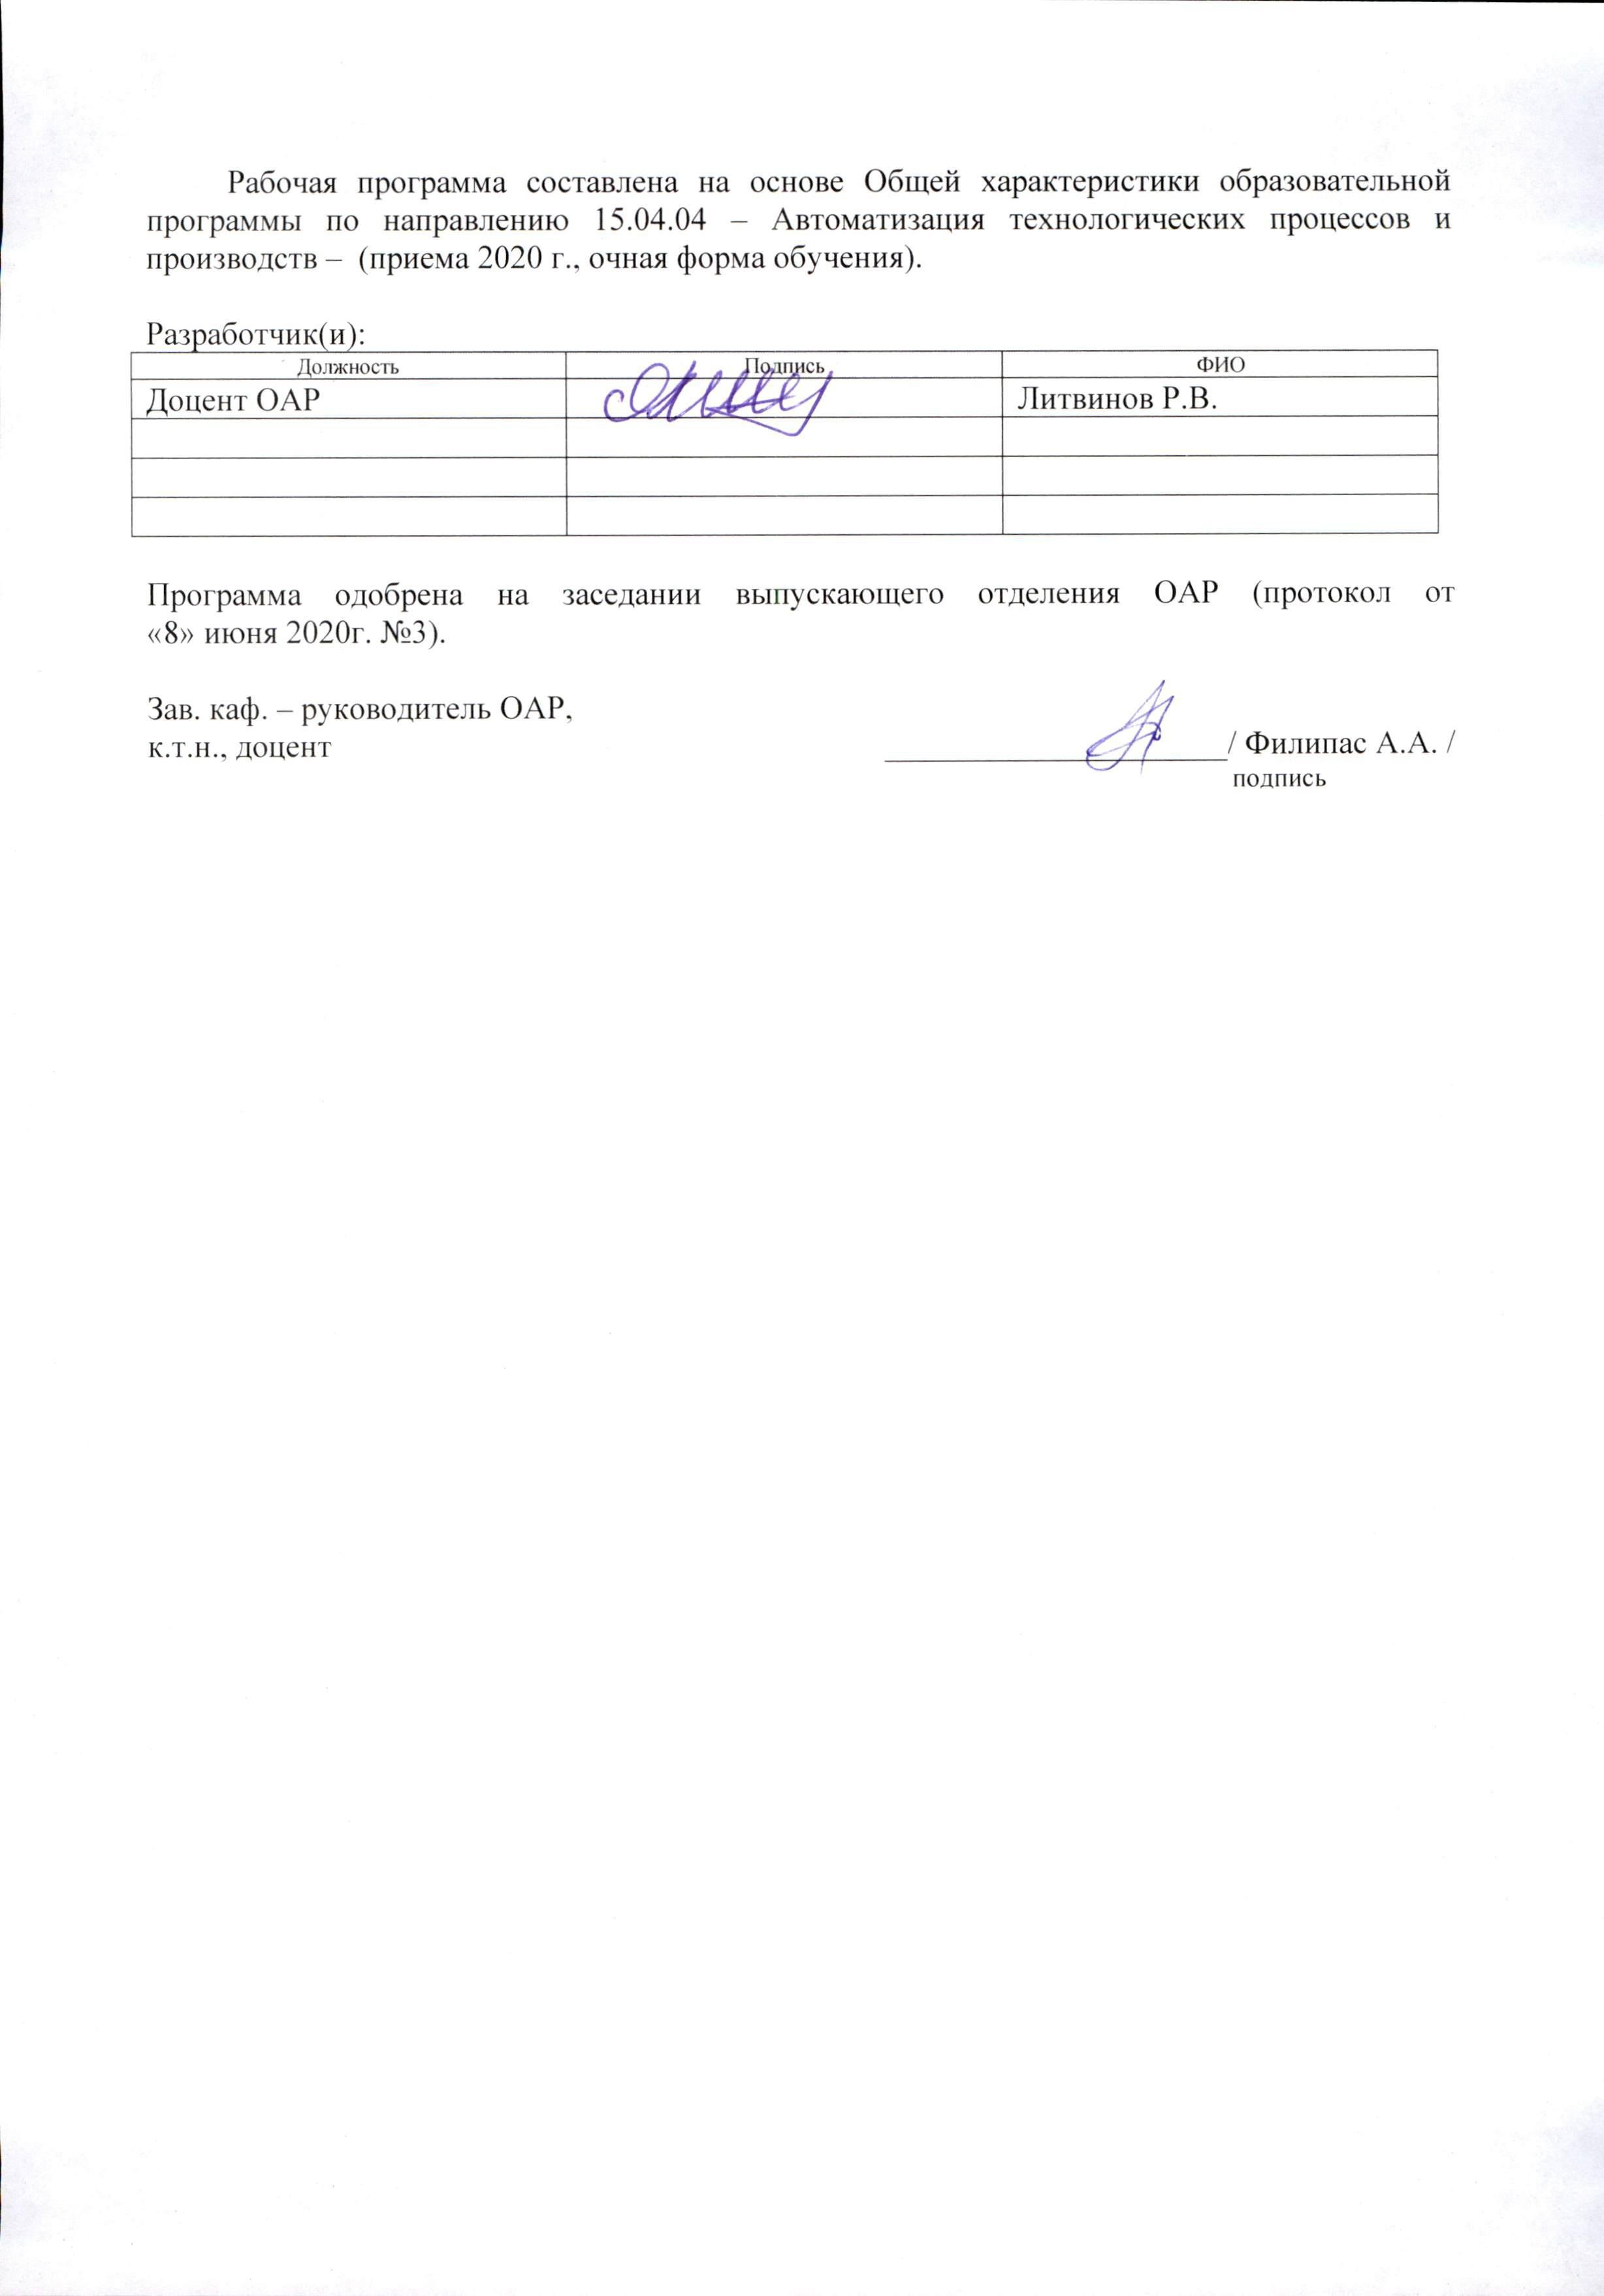 Рабочая программа составлена на основе Общей характеристики образовательной
программы по направлению 15.04.04 – Автоматизация технологических процессов и
производств – (приема 2020 г., очная форма обучения).
Разработчик(и):
Должность Подпись ФИО
Доцент ОАР Литвинов Р.В.
Программа одобрена на заседании выпускающего отделения ОАР (протокол от
«8» июня 2020г. №3).
Зав. каф. – руководитель ОАР,
к.т.н., доцент / Филипас А.А. /
подпись